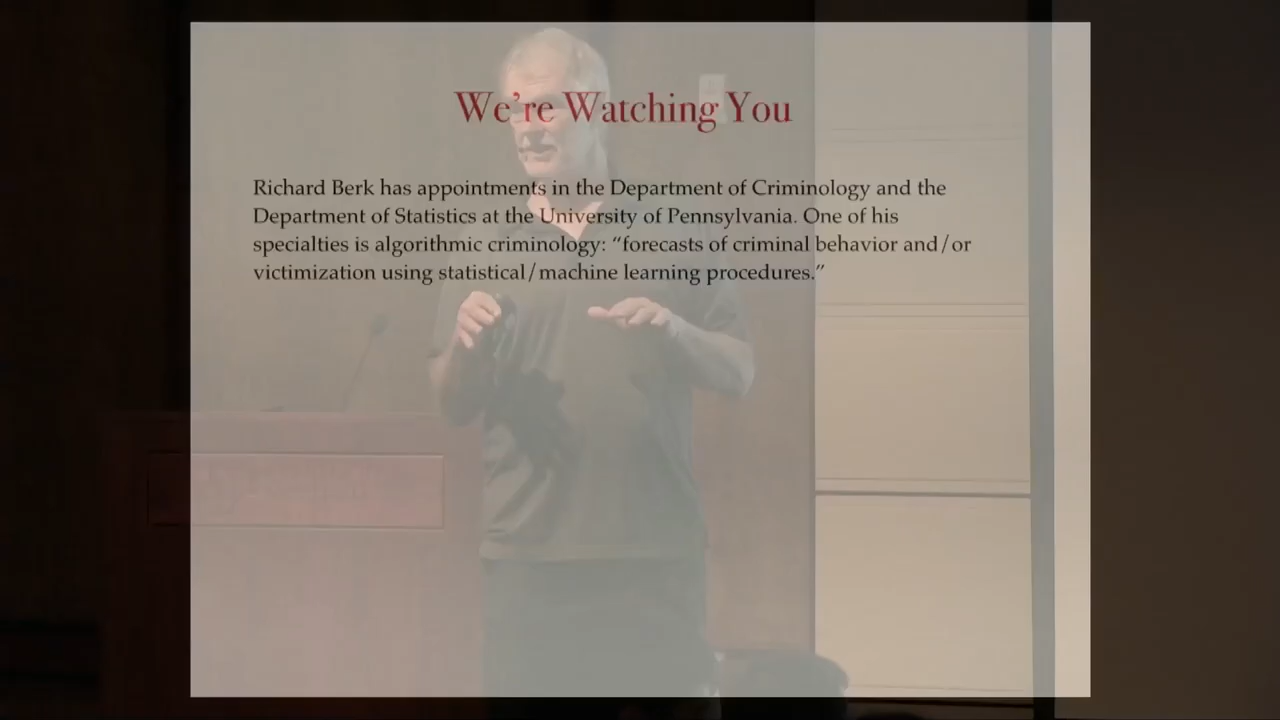 We're Watching You
Richard Berk has appointments in the Department of Criminology and the
Department of Statistics at the University of Pennsylvania. One of his
specialties is algorithmic criminology: “forecasts of criminal behavior and/or
victimization using statistical/machine learning procedures.”